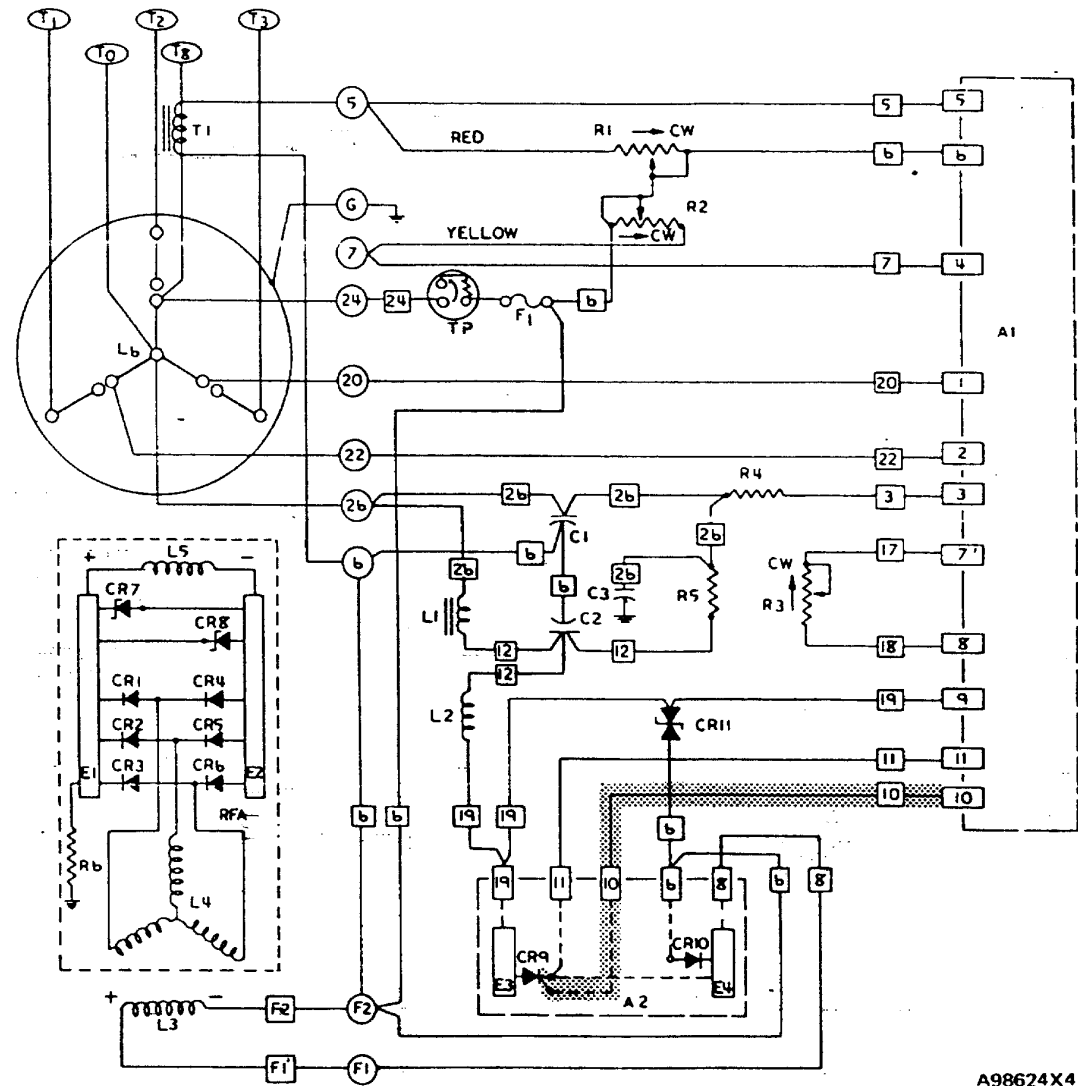 T1
T2
T3
T0
T8
T1
5
5
5
RED
R1 → CW
6
6
G
R2
YELLOW
→ CW
7
7
4
24
24
TP
F1
6
A1
L6
20
20
1
22
22
2
R4
26
26
26
3
3
C1
+ L5 -
CR7
6
6
26
17
7'
26
26
CW
6
C3
R5
R3
CR8
L1
C2
12
12
18
8
12
CR1
CR4
L2
19
9
CR11
CR2
CR5
11
11
CR3
CR6
10
10
E1
E2
RFA
6
6
19
19
6
R6
19
11
10
6
8
6
8
L4
CR9
CR10
E3
E4
A2
+ -
L3
F2
F2
F1'
F1
A98624X4